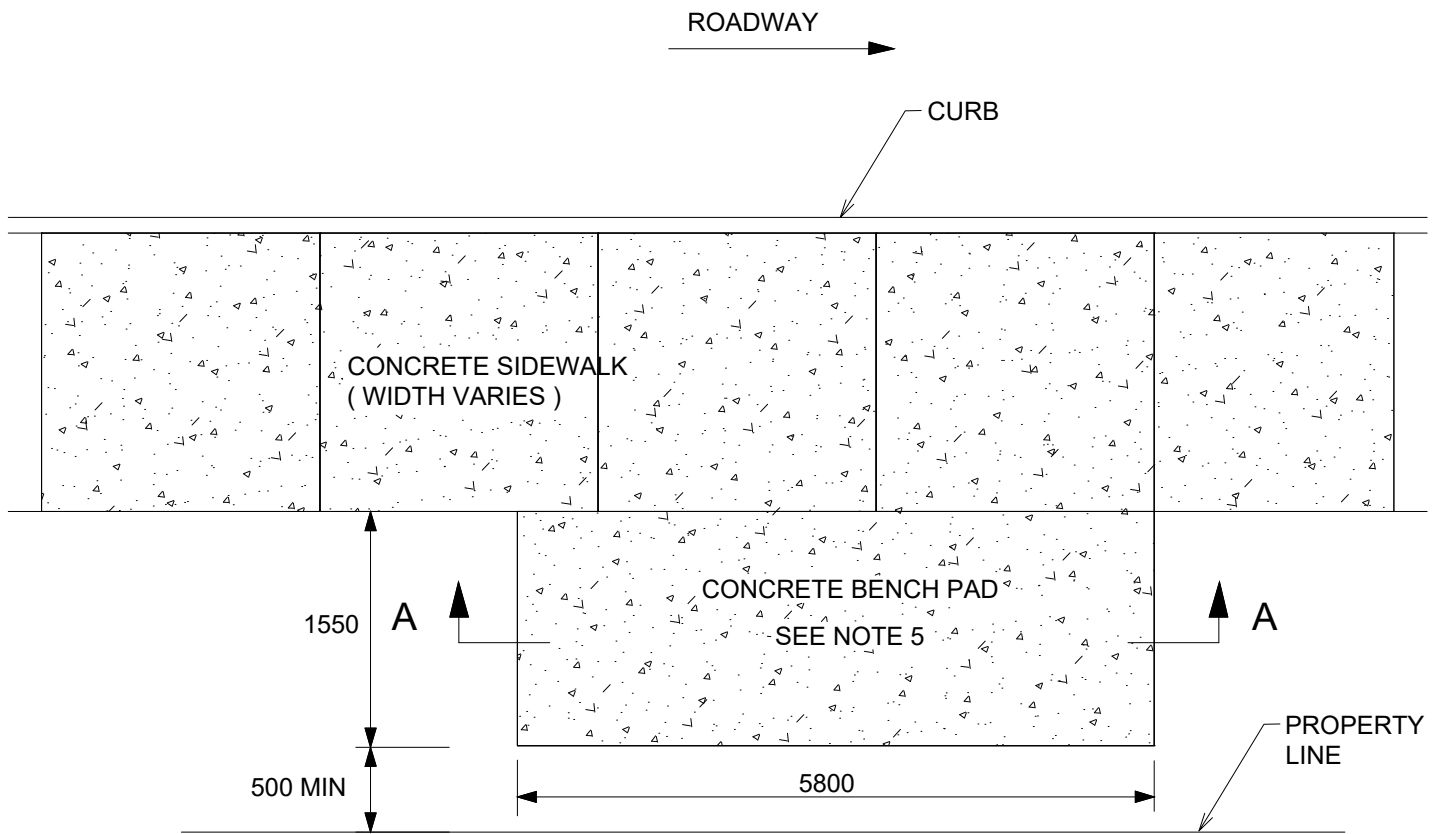 ROADWAY
CURB
CONCRETE SIDEWALK
( WIDTH VARIES )
CONCRETE BENCH PAD
SEE NOTE 5
1550
A
A
PROPERTY
LINE
500 MIN
5800